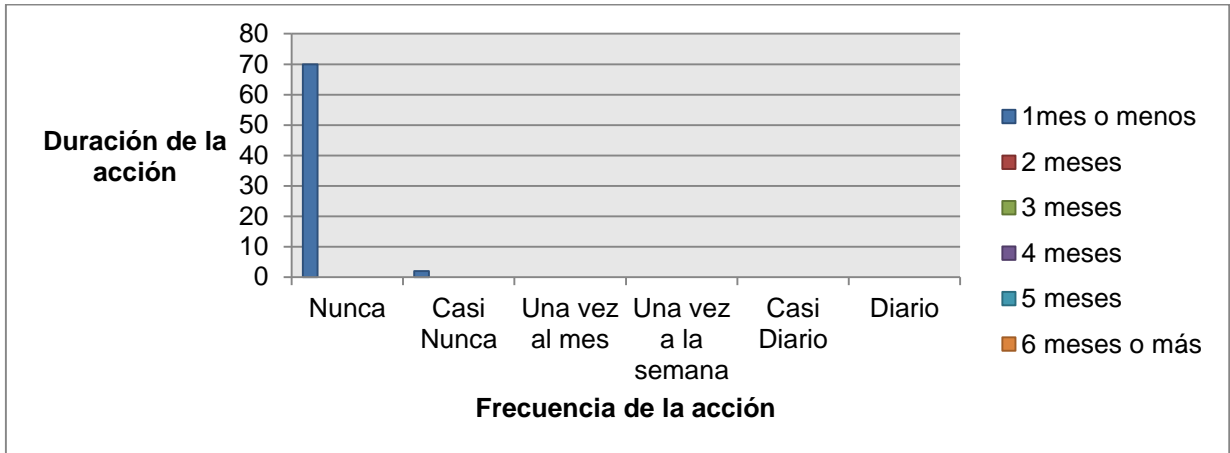 80
70
60
50
40
30
20
10
0
Duración de la
acción
Nunca
Casi
Nunca
Una vez
al mes
Una vez
a la
semana
Casi
Diario
Diario
Frecuencia de la acción
1mes o menos
2 meses
3 meses
4 meses
5 meses
6 meses o más